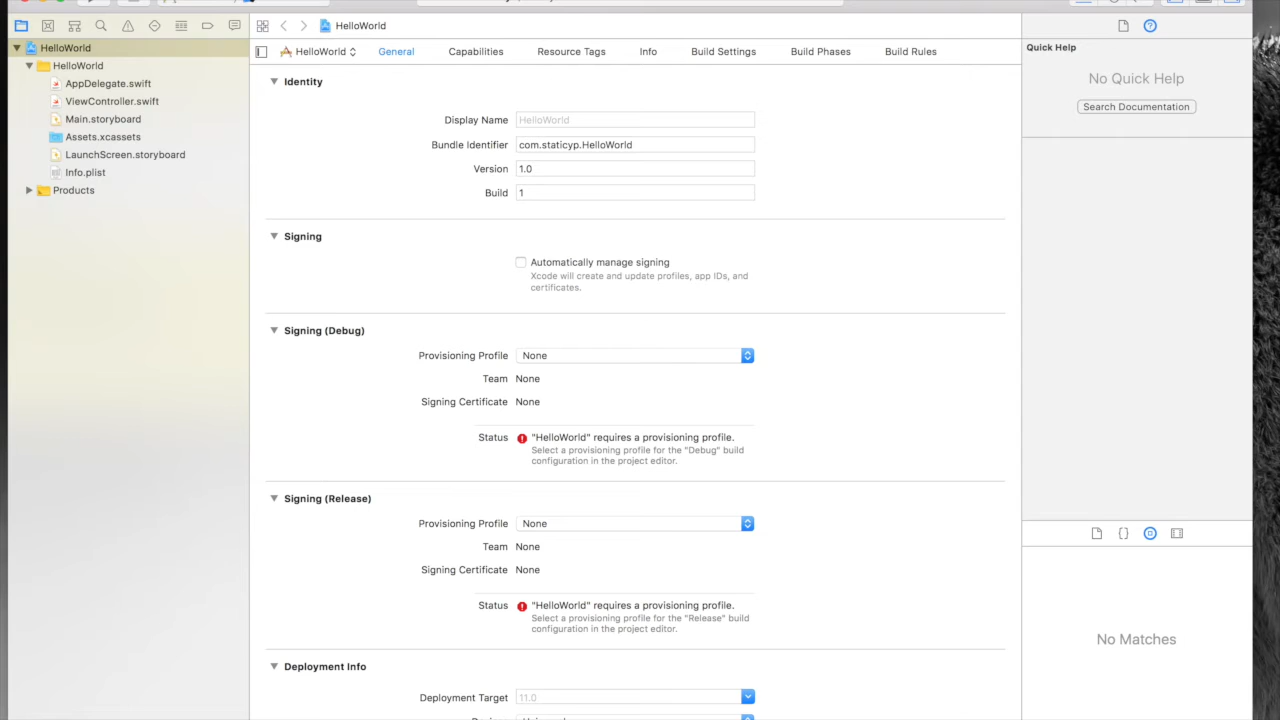 HelloWorld
HelloWorld
HelloWorld
AppDelegate.swift
ViewController.swift
Main.storyboard
Assets.xcassets
LaunchScreen.storyboard
Info.plist
Products
HelloWorld General Capabilities Resource Tags Info Build Settings Build Phases Build Rules
Identity
Display Name HelloWorld
Bundle Identifier com.staticyp.HelloWorld
Version 1.0
Build 1
Signing
Automatically manage signing
Xcode will create and update profiles, app IDs, and
certificates.
Signing (Debug)
Provisioning Profile None
Team None
Signing Certificate None
Status "HelloWorld" requires a provisioning profile.
Select a provisioning profile for the "Debug" build
configuration in the project editor.
Signing (Release)
Provisioning Profile None
Team None
Signing Certificate None
Status "HelloWorld" requires a provisioning profile.
Select a provisioning profile for the "Release" build
configuration in the project editor.
Deployment Info
Deployment Target 11.0
Quick Help
No Quick Help
Search Documentation
No Matches